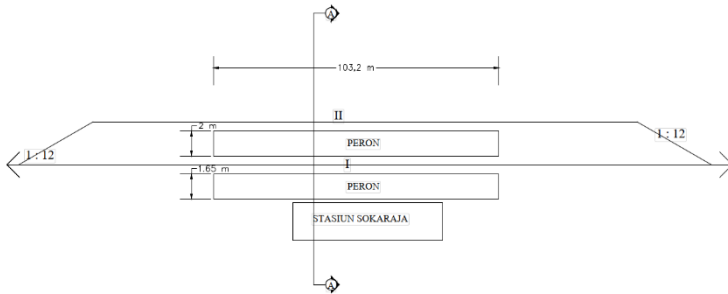 A
103,2 m
II
2 m
PERON
1 : 12
1 : 12
I
1.65 m
PERON
STASIUN SOKARAJA
A